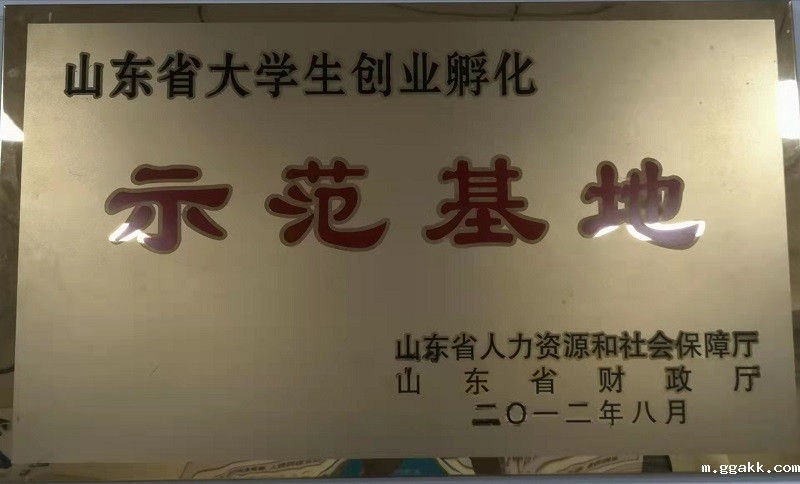 山东省大学生创业孵化
示范基地
山东省人力资源和社会保障厅
山东省财政厅
二〇一二年八月
m.ggakk.com